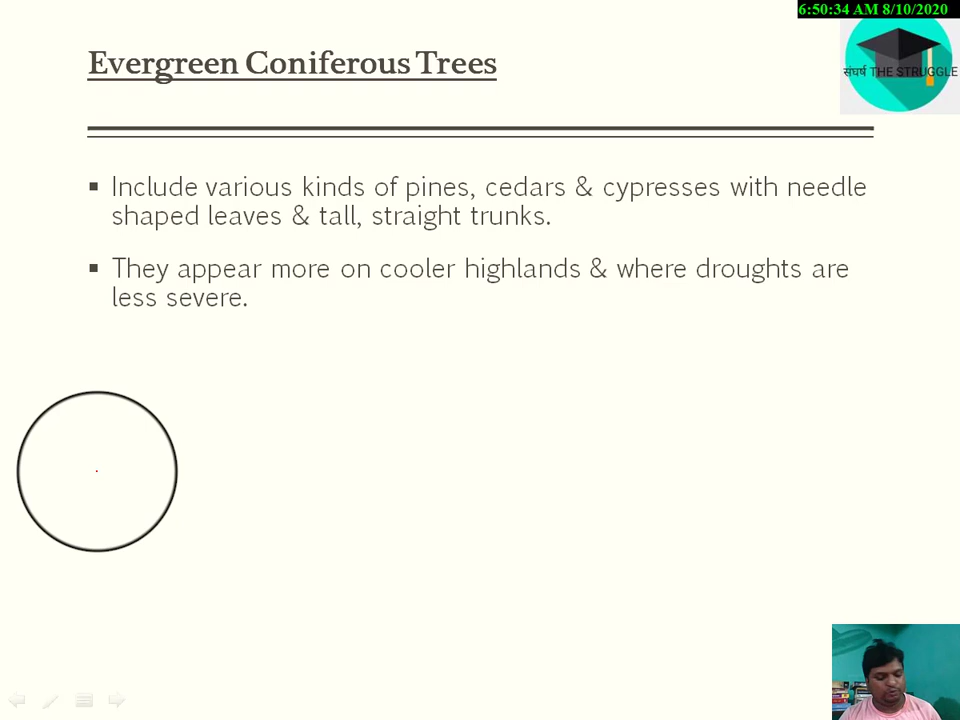 6:50:34 AM 8/10/2020
Evergreen Coniferous Trees
संघर्ष THE STRUGGLE
▪ Include various kinds of pines, cedars & cypresses with needle
shaped leaves & tall, straight trunks.
▪ They appear more on cooler highlands & where droughts are
less severe.